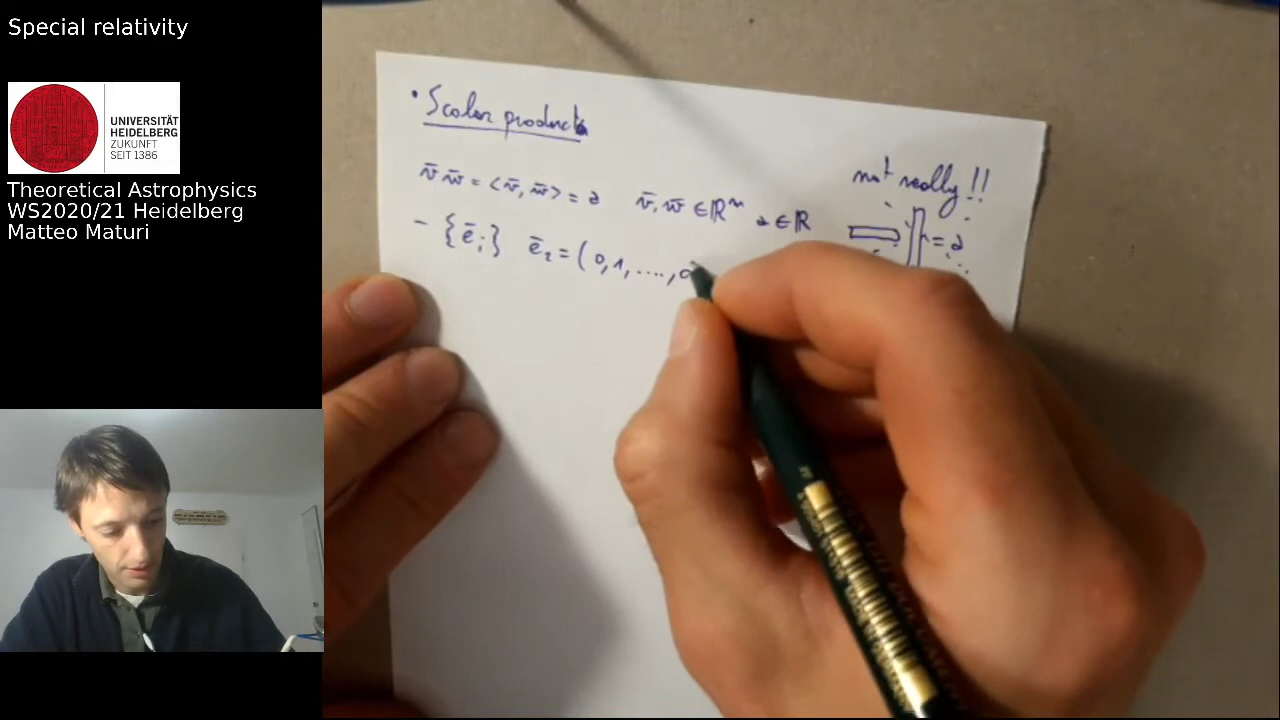 Special relativity
UNIVERSITÄT
HEIDELBERG
ZUKUNFT
SEIT 1386
Theoretical Astrophysics
WS2020/21 Heidelberg
Matteo Maturi
• Scalar product
v̄ w̄ = <v̄, w̄> = a   v̄, w̄ ∈ ℝⁿ   a ∈ ℝ
not really!!
= a
- {ēᵢ}   ē₂ = (0, 1, ...., 0